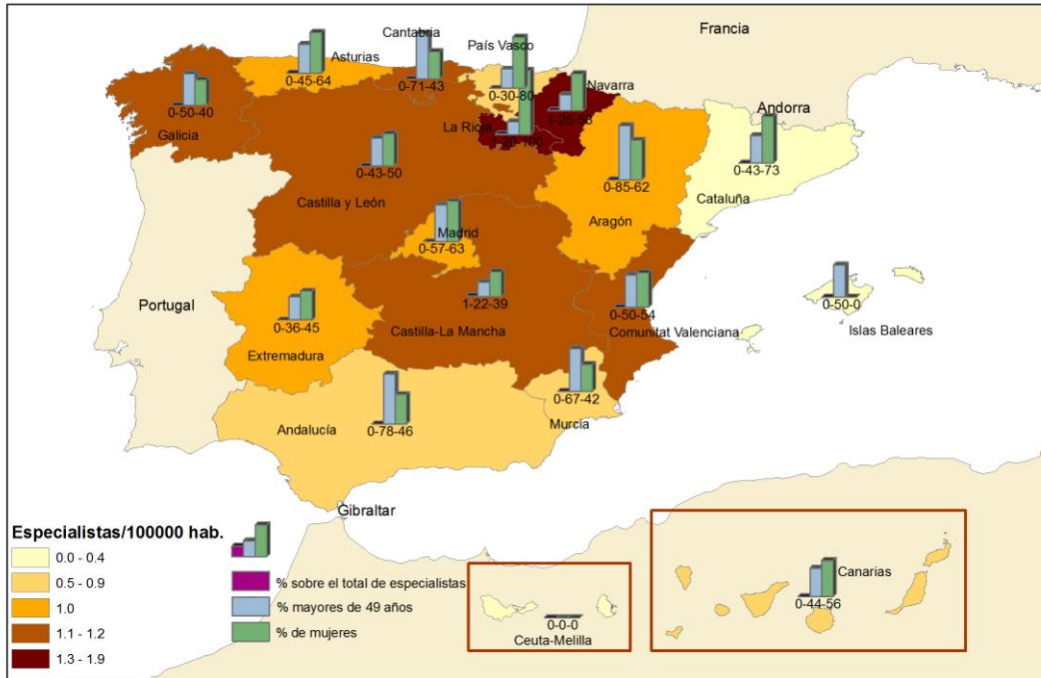 Francia
Cantabria
País Vasco
Asturias
Navarra
Andorra
0-45-64
0-71-43
0-30-80
0-50-40
La Rioja
Galicia
0-43-50
0-43-73
0-85-62
Cataluña
Castilla y León
Aragón
Madrid
0-57-63
Portugal
1-22-39
0-50-54
0-50-0
0-36-45
Castilla-La Mancha
Comunitat Valenciana
Islas Baleares
Extremadura
0-67-42
0-78-46
Andalucía
Murcia
Gibraltar
Especialistas/100000 hab.
0.0 - 0.4
0.5 - 0.9
1.0
1.1 - 1.2
1.3 - 1.9
% sobre el total de especialistas
% mayores de 49 años
% de mujeres
0-0-0
Ceuta-Melilla
Canarias
0-44-56